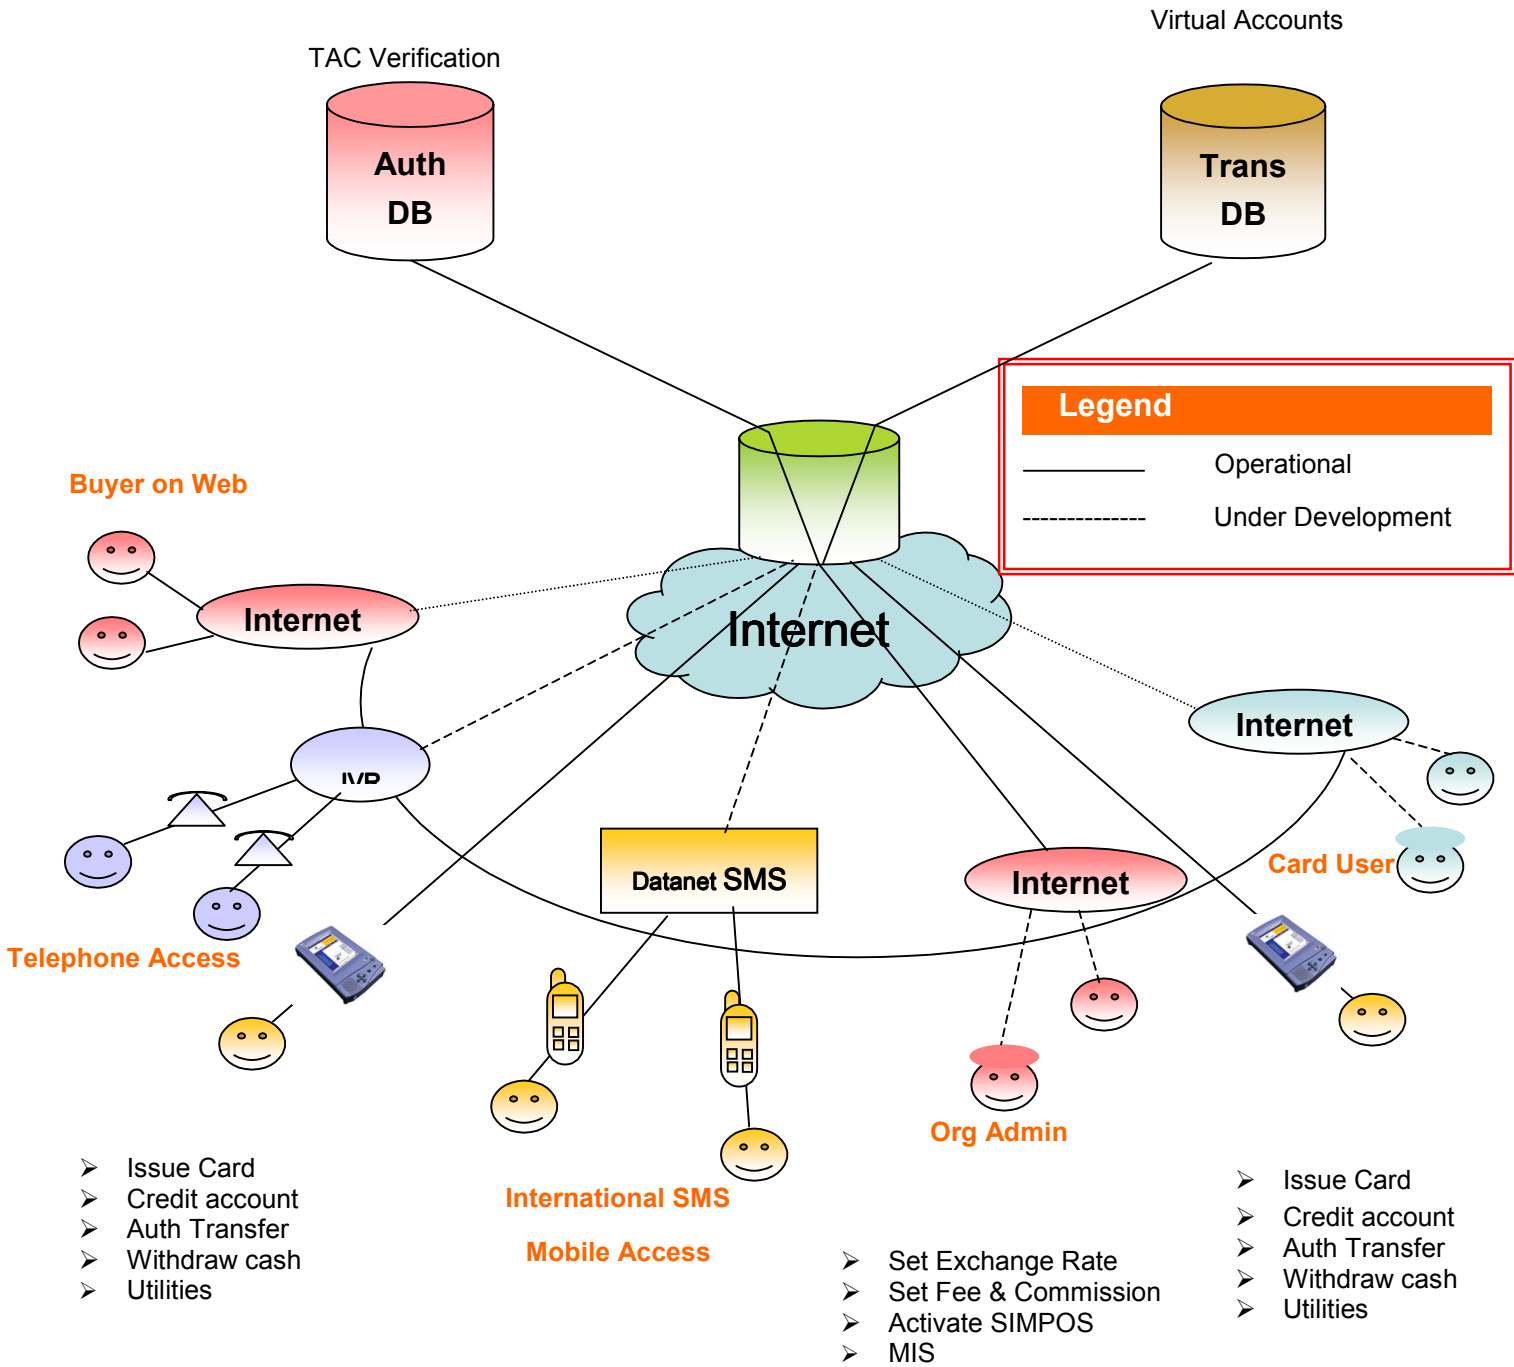 Virtual Accounts
TAC Verification
Auth
DB
Trans
DB
Legend
Operational
Under Development
Buyer on Web
Internet
Internet
Internet
IVR
Datanet SMS
Internet
Card User
Telephone Access
Org Admin
Issue Card
Credit account
Auth Transfer
Withdraw cash
Utilities
International SMS
Mobile Access
Set Exchange Rate
Set Fee & Commission
Activate SIMPOS
MIS
Issue Card
Credit account
Auth Transfer
Withdraw cash
Utilities